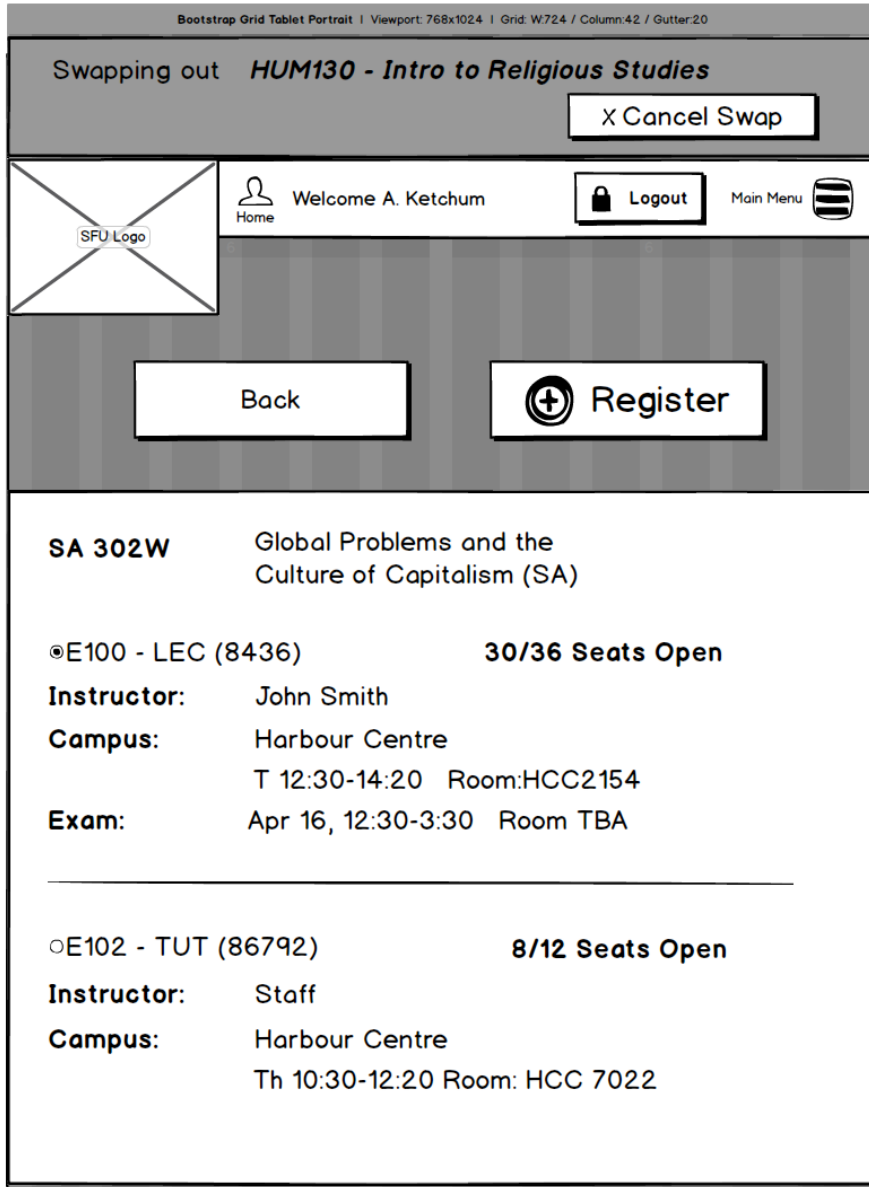 Bootstrap Grid Tablet Portrait | Viewport: 768x1024 | Grid: W:724 / Column:42 / Gutter:20
Swapping out HUM130 - Intro to Religious Studies
X Cancel Swap
SFU Logo
Home
Welcome A. Ketchum
Logout
Main Menu
Back
Register
SA 302W
Global Problems and the
Culture of Capitalism (SA)
E100 - LEC (8436) 30/36 Seats Open
Instructor: John Smith
Campus: Harbour Centre
T 12:30-14:20 Room:HCC2154
Exam: Apr 16, 12:30-3:30 Room TBA
E102 - TUT (86792) 8/12 Seats Open
Instructor: Staff
Campus: Harbour Centre
Th 10:30-12:20 Room: HCC 7022